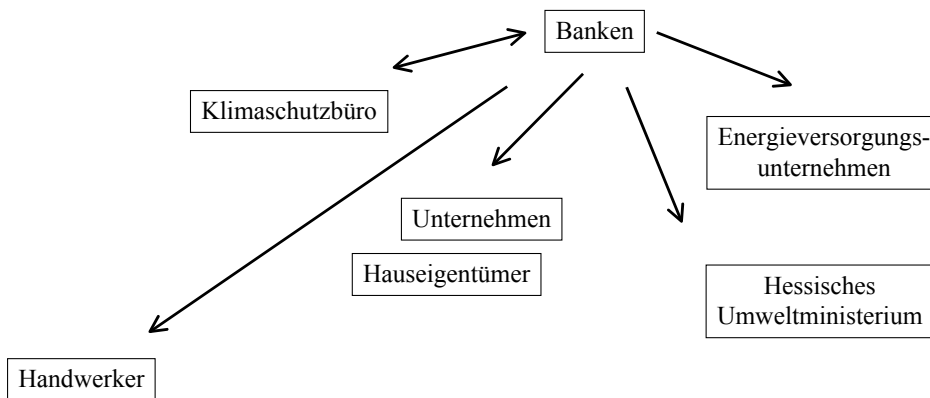 Banken
Klimaschutzbüro
Energieversorgungs-
unternehmen
Unternehmen
Hauseigentümer
Hessisches
Umweltministerium
Handwerker